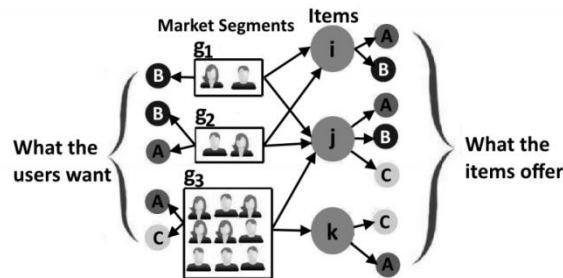 Market Segments
Items
g1
g2
g3
B
B
A
A
C
i
j
k
A
B
A
B
C
C
A
What the
users want
What the
items offer